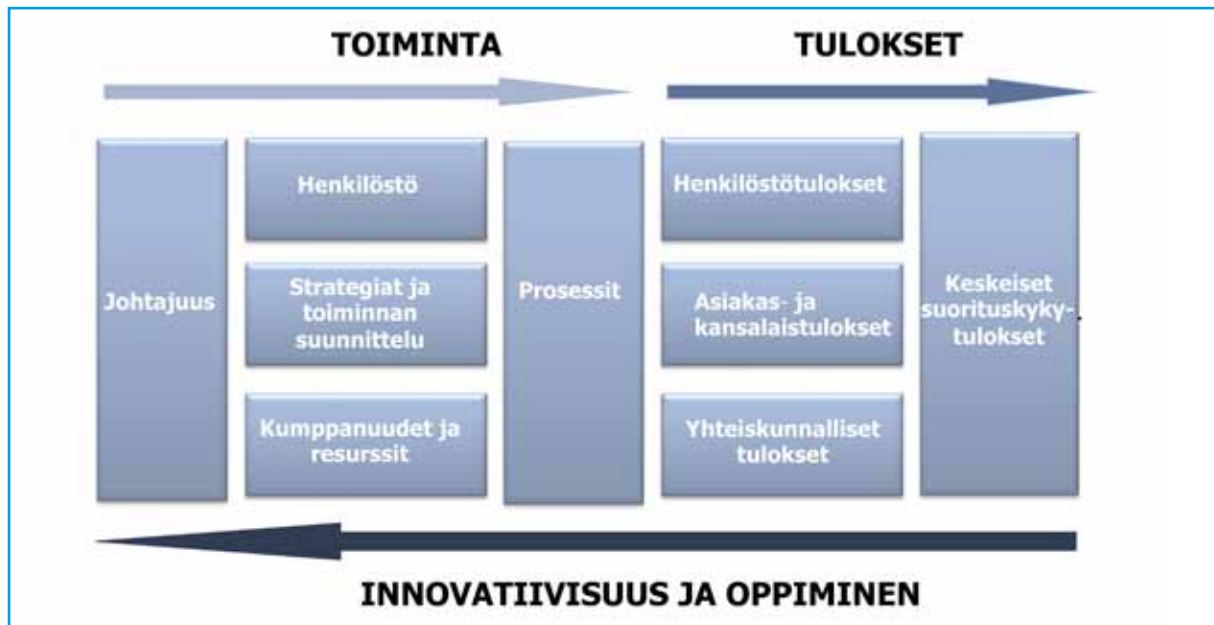 TOIMINTA
TULOKSET
Johtajuus
Henkilöstö
Strategiat ja
toiminnan
suunnittelu
Kumppanuudet ja
resurssit
Prosessit
Henkilöstötulokset
Asiakas- ja
kansalaistulokset
Yhteiskunnalliset
tulokset
Keskeiset
suorituskyky-
tulokset
INNOVATIIVISUUS JA OPPIMINEN